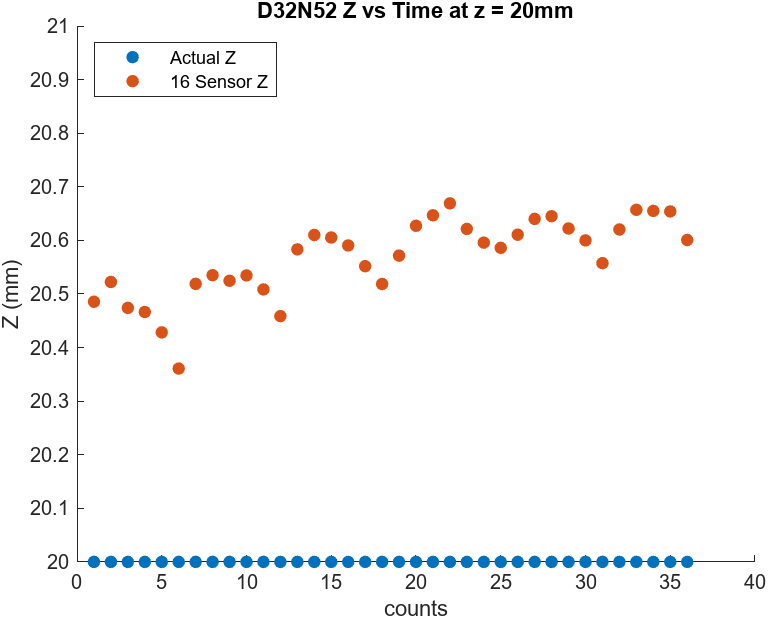 D32N52 Z vs Time at z = 20mm
21
20.9
20.8
20.7
20.6
20.5
20.4
20.3
20.2
20.1
20
Z (mm)
Actual Z
16 Sensor Z
0 5 10 15 20 25 30 35 40
counts